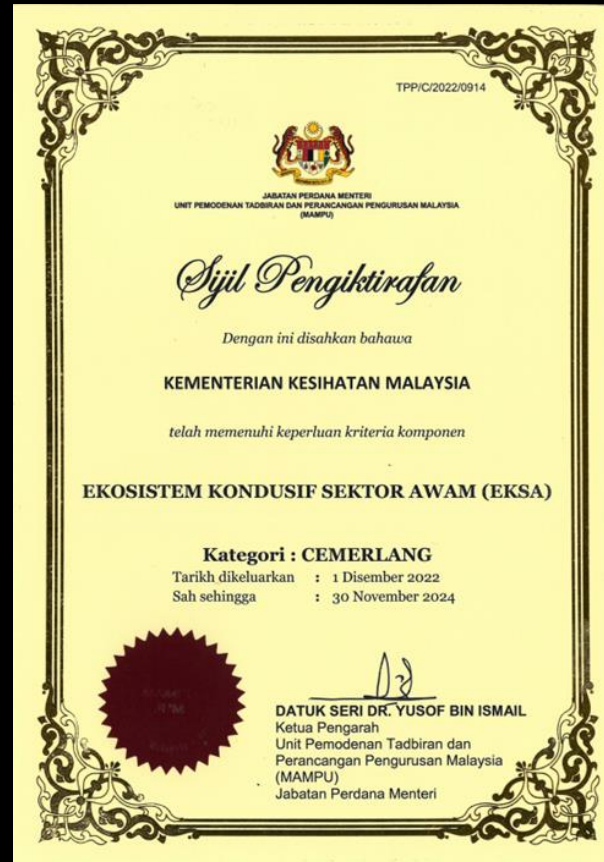 TPP/C/2022/0914
JABATAN PERDANA MENTERI
UNIT PEMODENAN TADBIRAN DAN PERANCANGAN PENGURUSAN MALAYSIA
(MAMPU)
Sijil Pengiktirafan
Dengan ini disahkan bahawa
KEMENTERIAN KESIHATAN MALAYSIA
telah memenuhi keperluan kriteria komponen
EKOSISTEM KONDUSIF SEKTOR AWAM (EKSA)
Kategori : CEMERLANG
Tarikh dikeluarkan : 1 Disember 2022
Sah sehingga : 30 November 2024
DATUK SERI DR. YUSOF BIN ISMAIL
Ketua Pengarah
Unit Pemodenan Tadbiran dan
Perancangan Pengurusan Malaysia
(MAMPU)
Jabatan Perdana Menteri